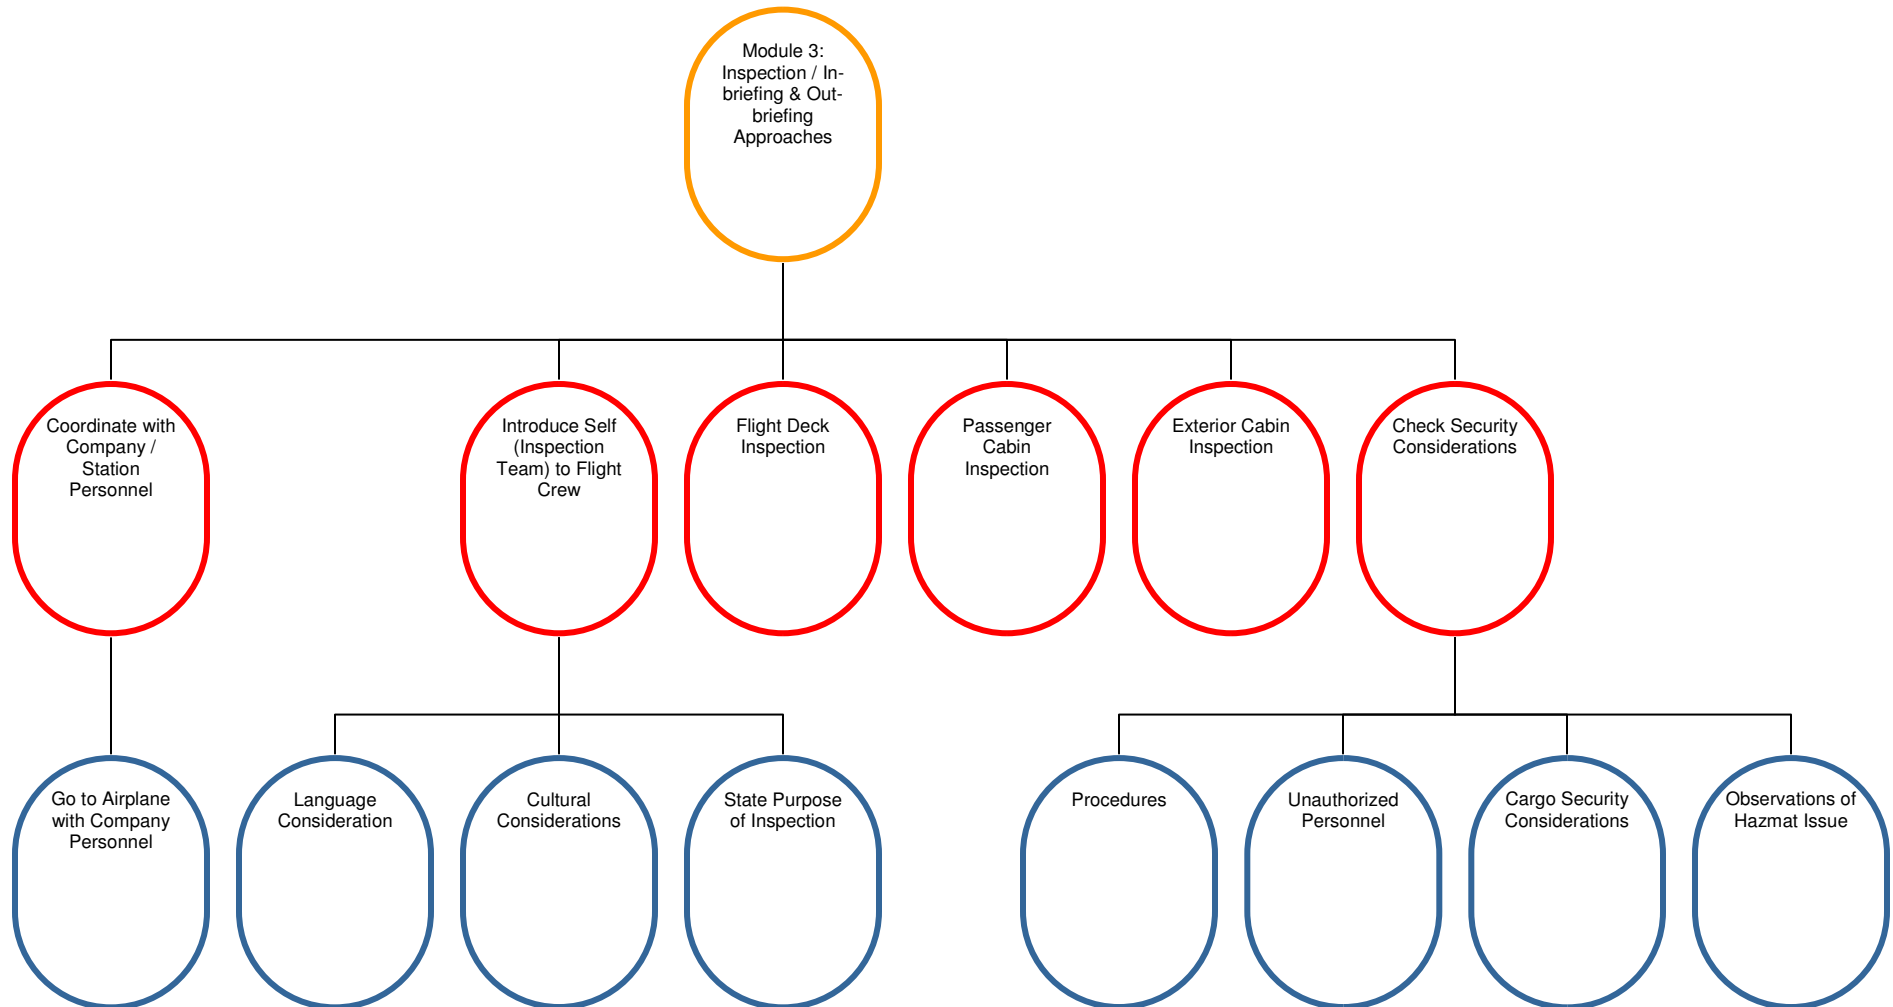 Module 3:
Inspection / In-
briefing & Out-
briefing
Approaches
Coordinate with
Company /
Station
Personnel
Introduce Self
(Inspection
Team) to Flight
Crew
Flight Deck
Inspection
Passenger
Cabin
Inspection
Exterior Cabin
Inspection
Check Security
Considerations
Go to Airplane
with Company
Personnel
Language
Consideration
Cultural
Considerations
State Purpose
of Inspection
Procedures
Unauthorized
Personnel
Cargo Security
Considerations
Observations of
Hazmat Issue